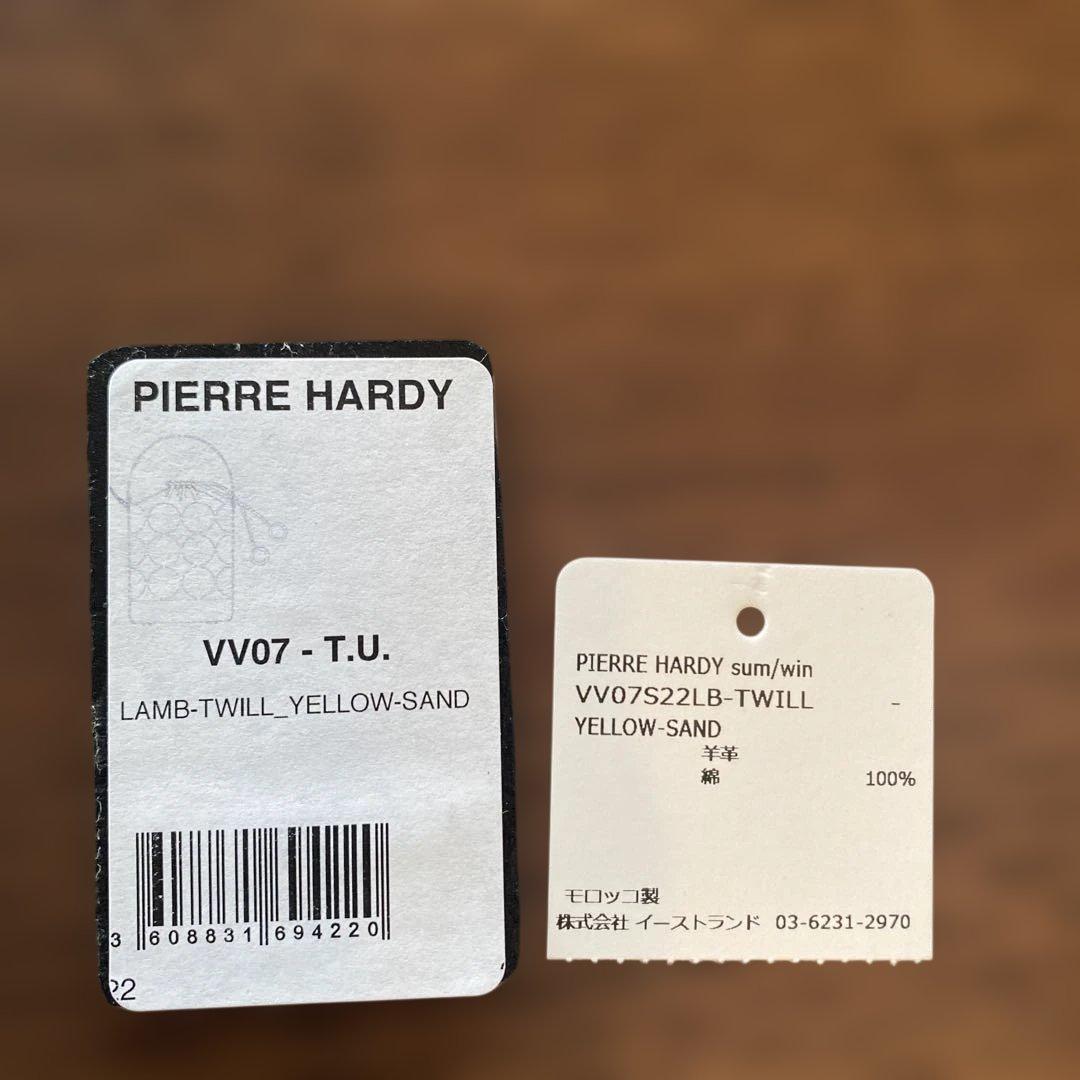 PIERRE HARDY
VV07 - T.U.
LAMB-TWILL_YELLOW-SAND
3 608831 694220
22
PIERRE HARDY sum/win
VV07S22LB-TWILL -
YELLOW-SAND
羊革
綿 100%
モロッコ製
株式会社 イーストランド 03-6231-2970